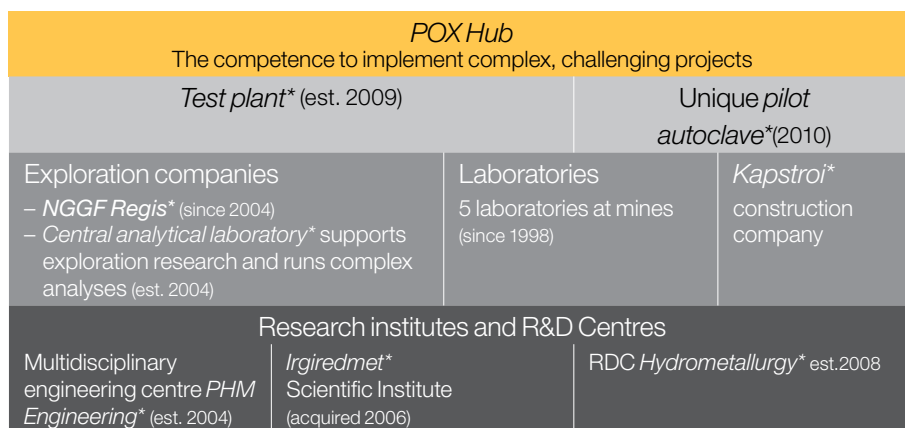 POX Hub
The competence to implement complex, challenging projects
Test plant* (est. 2009)
Unique pilot
autoclave*(2010)
Exploration companies
– NGGF Regis* (since 2004)
– Central analytical laboratory* supports
exploration research and runs complex
analyses (est. 2004)
Laboratories
5 laboratories at mines
(since 1998)
Kapstroi*
construction
company
Research institutes and R&D Centres
Multidisciplinary
engineering centre PHM
Engineering* (est. 2004)
Irgiredmet*
Scientific Institute
(acquired 2006)
RDC Hydrometallurgy* est.2008